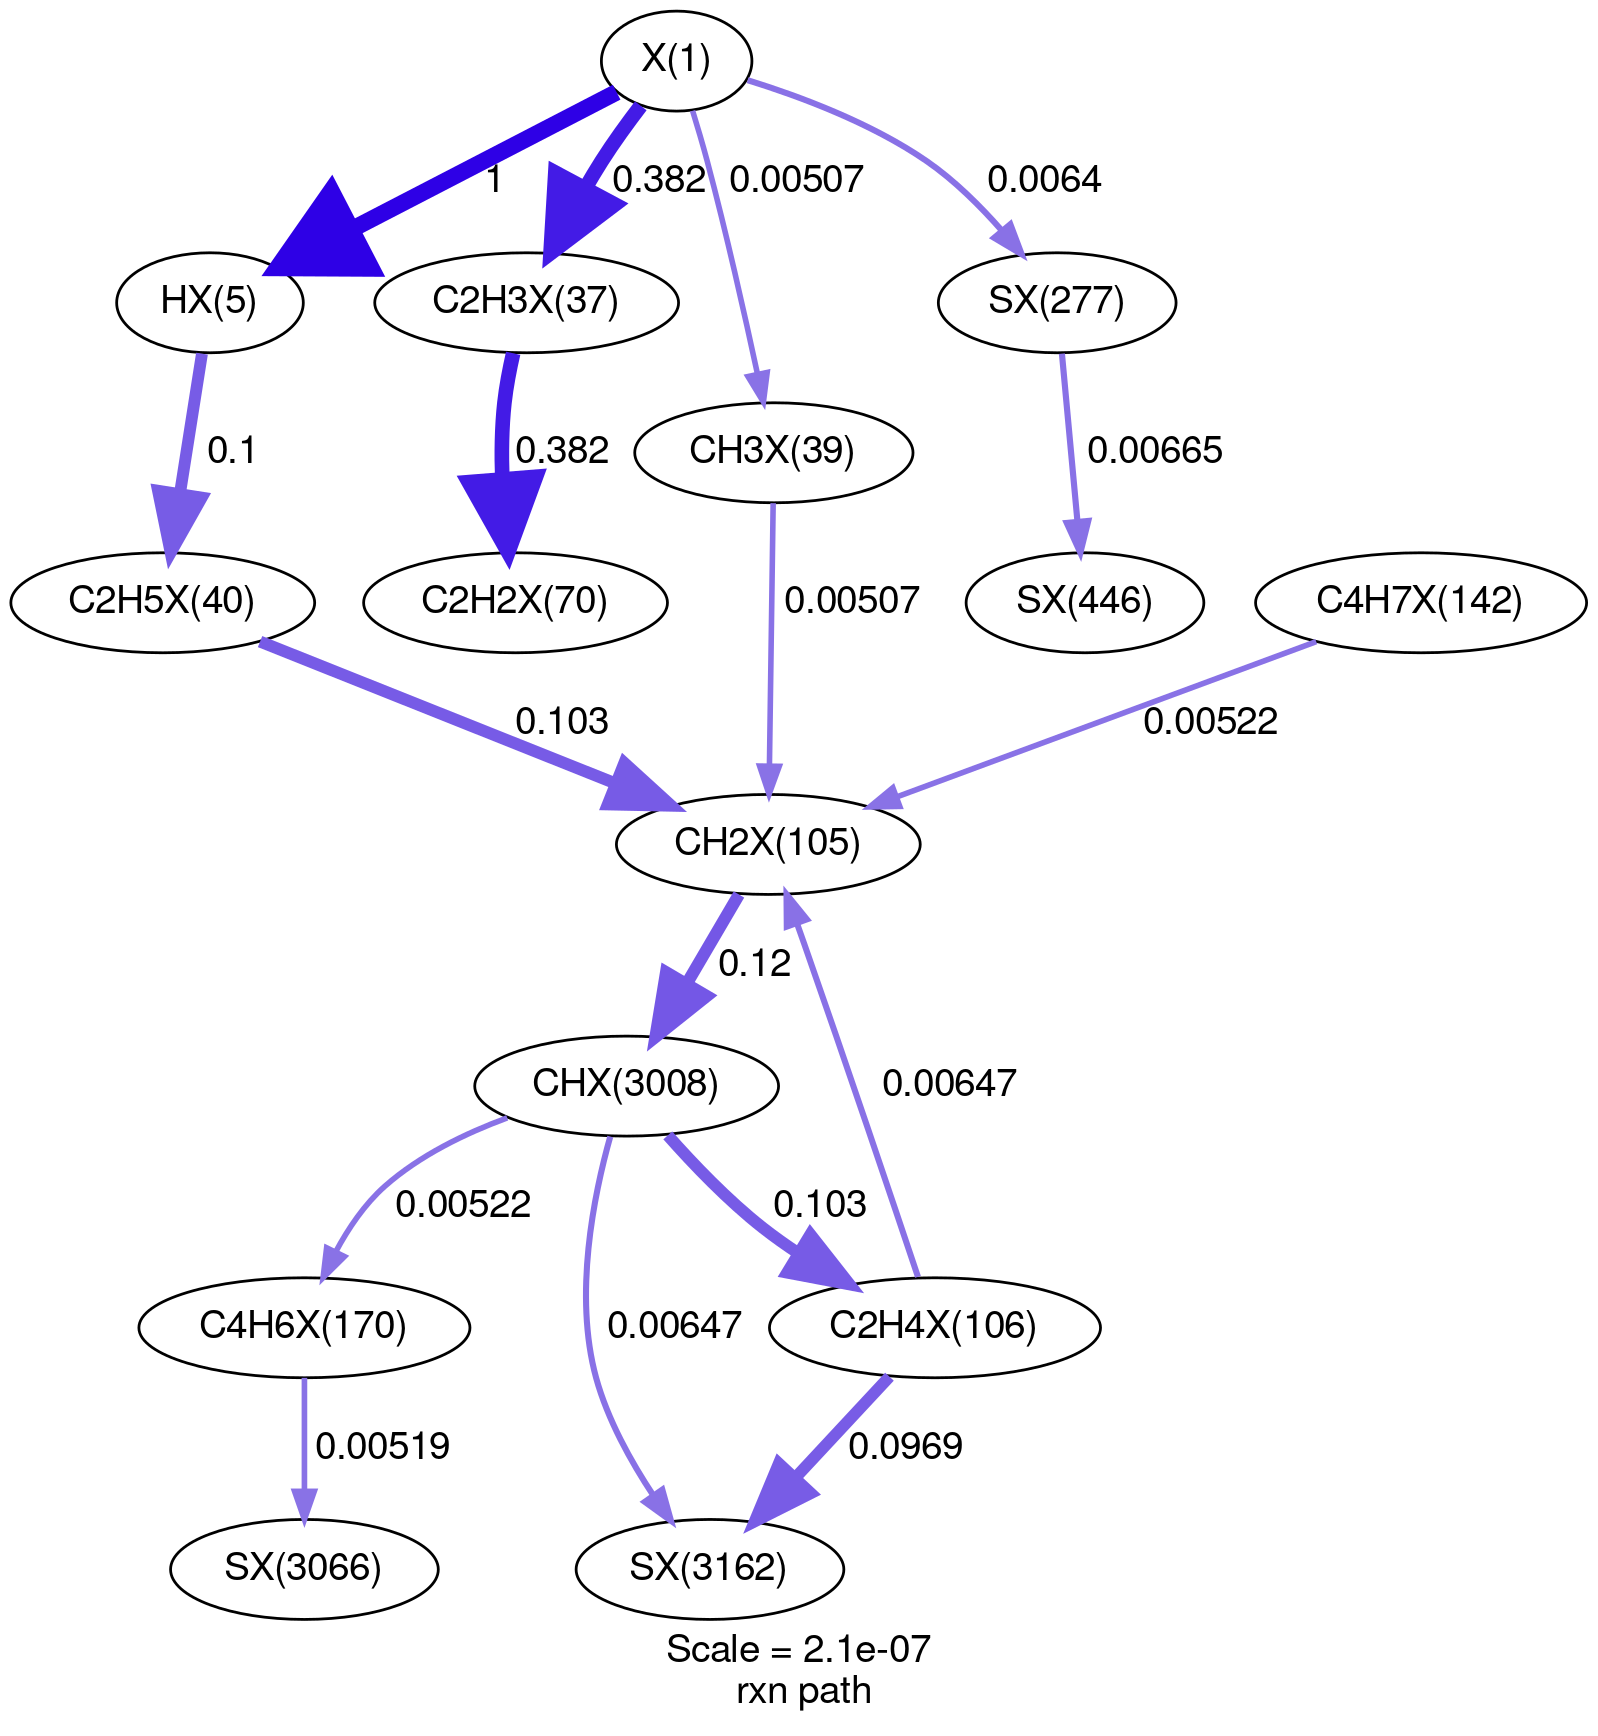 X(1)
1
0.382
0.00507
0.0064
HX(5)
C2H3X(37)
SX(277)
0.1
0.382
CH3X(39)
0.00665
C2H5X(40)
C2H2X(70)
0.00507
SX(446)
C4H7X(142)
0.103
0.00522
CH2X(105)
0.12
CHX(3008)
0.00647
0.00522
0.103
C4H6X(170)
0.00647
C2H4X(106)
0.00519
0.0969
SX(3066)
SX(3162)
Scale = 2.1e-07
rxn path